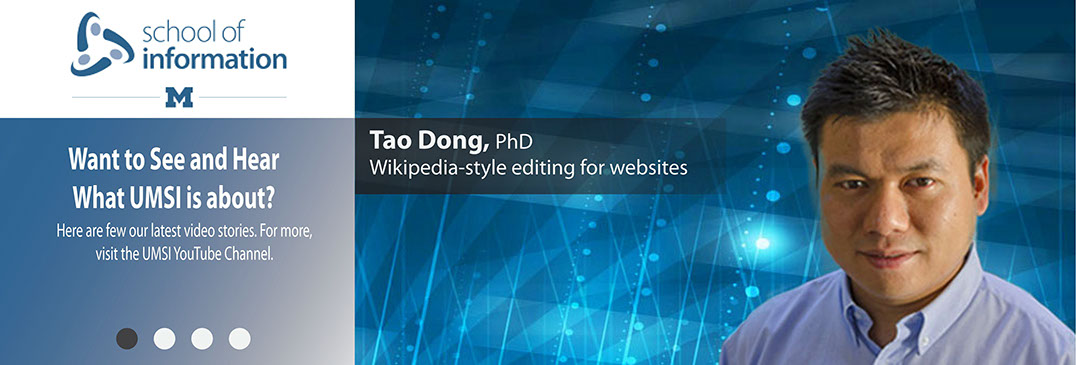 school of
information
M
Want to See and Hear
What UMSI is about?
Here are few our latest video stories. For more,
visit the UMSI YouTube Channel.
Tao Dong, PhD
Wikipedia-style editing for websites